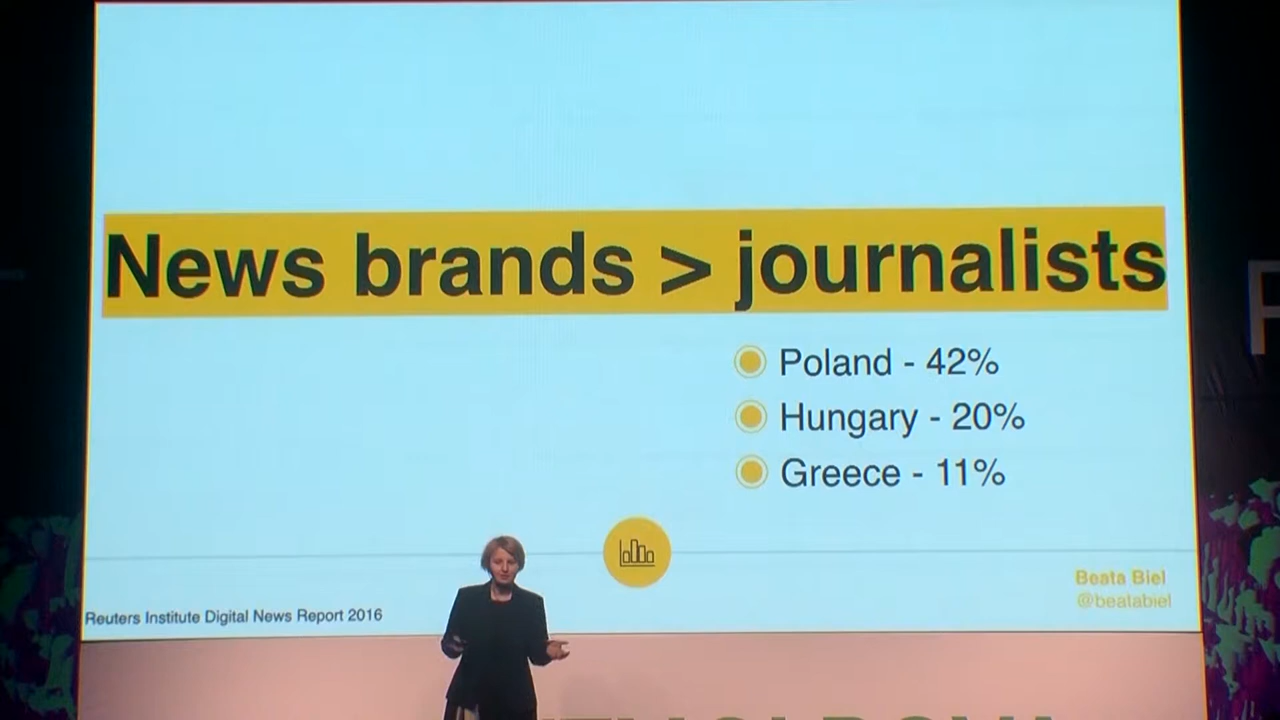 News brands > journalists
Poland - 42%
Hungary - 20%
Greece - 11%
Beata Biel
@beatabiel
Reuters Institute Digital News Report 2016